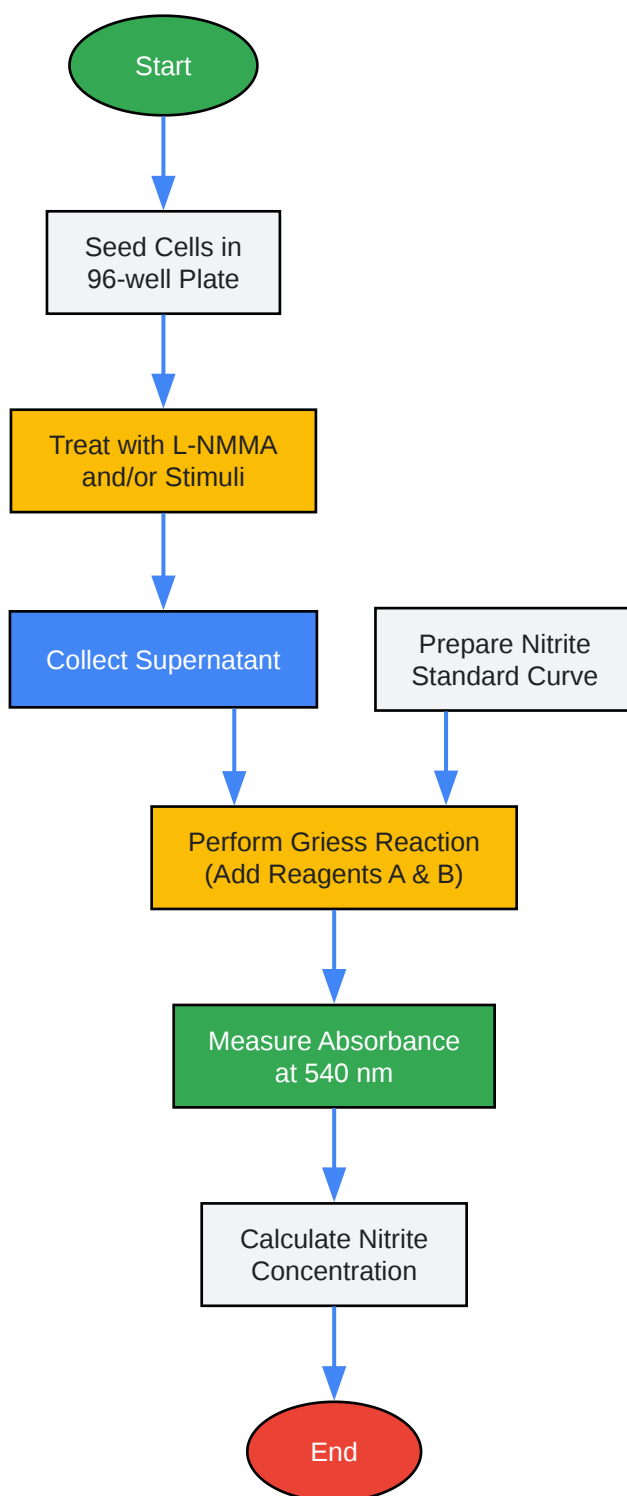 Start
Seed Cells in
96-well Plate
Treat with L-NMMA
and/or Stimuli
Collect Supernatant
Prepare Nitrite
Standard Curve
Perform Griess Reaction
(Add Reagents A & B)
Measure Absorbance
at 540 nm
Calculate Nitrite
Concentration
End